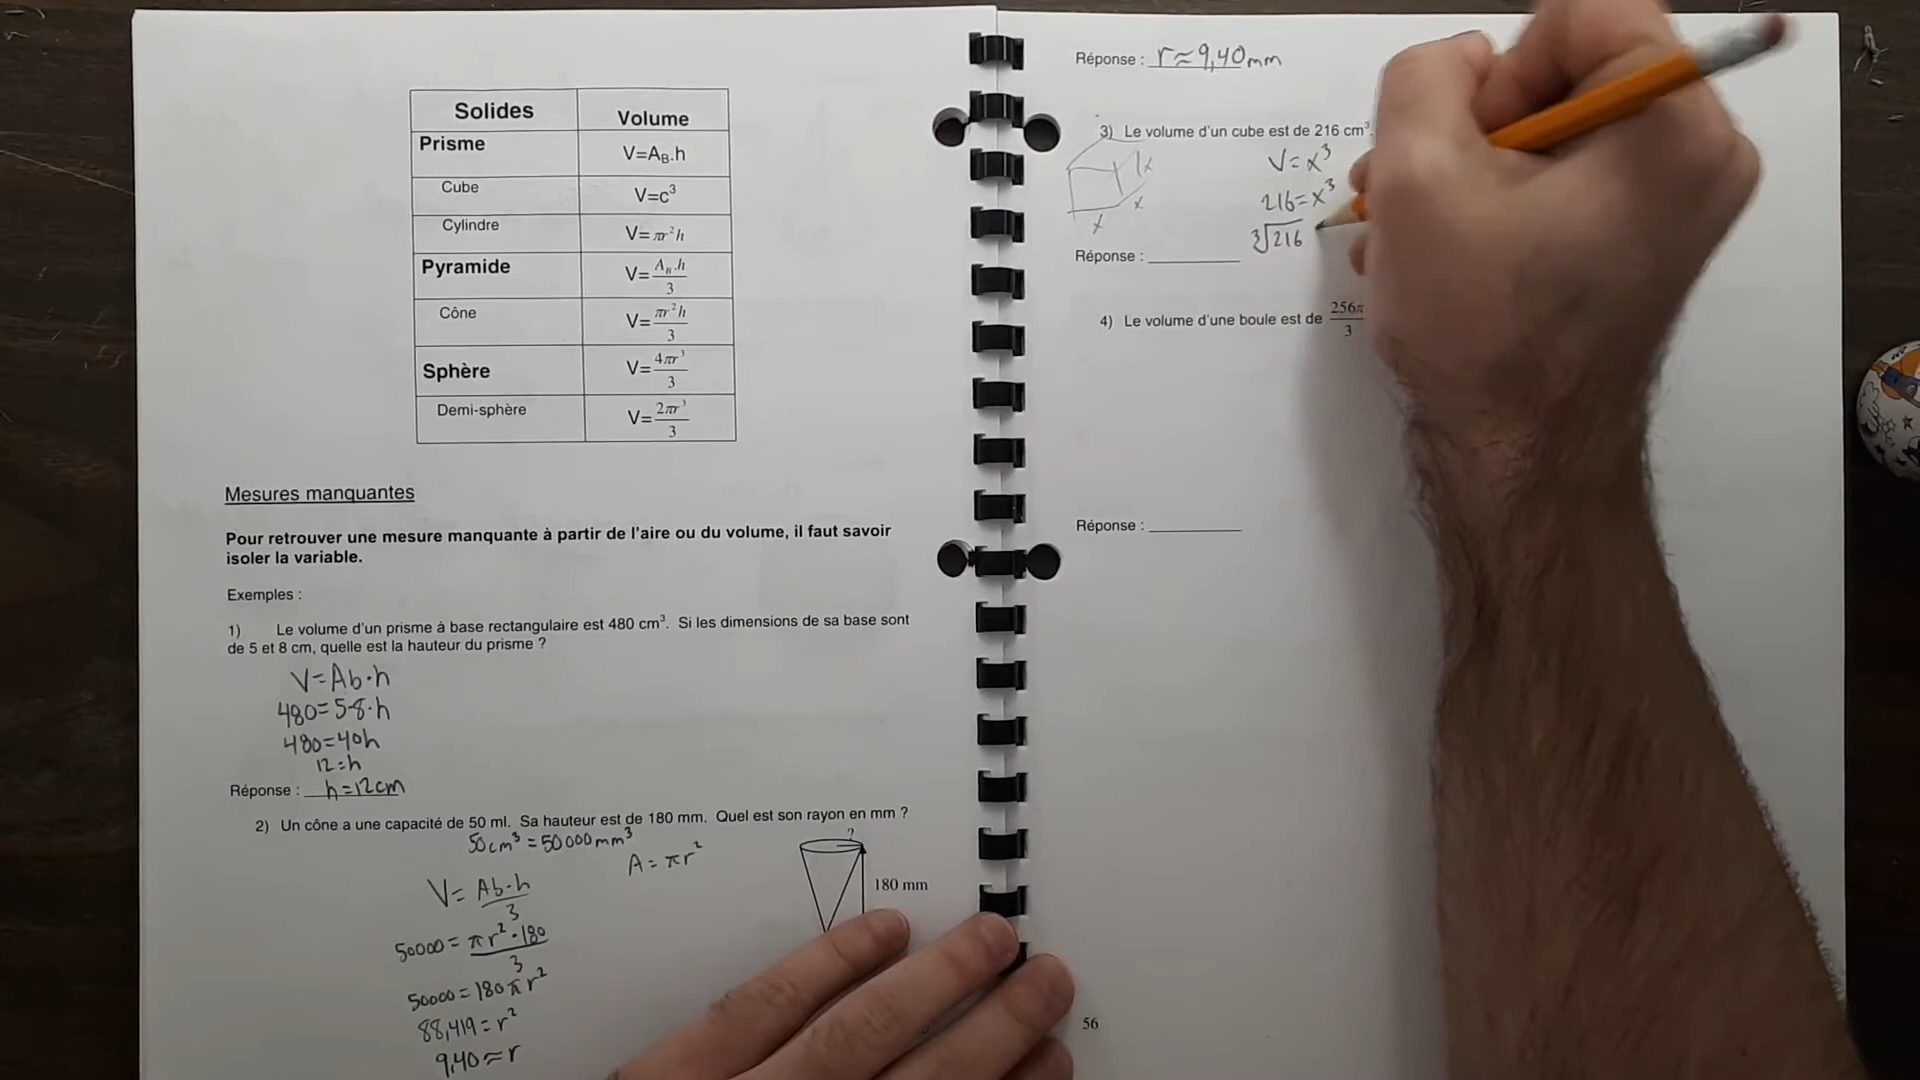 Solides Volume
Prisme V=A_B.h
Cube V=c³
Cylindre V=πr²h
Pyramide V=A_B.h/3
Cône V=πr²h/3
Sphère V=4πr³/3
Demi-sphère V=2πr³/3
Mesures manquantes
Pour retrouver une mesure manquante à partir de l'aire ou du volume, il faut savoir
isoler la variable.
Exemples :
1) Le volume d'un prisme à base rectangulaire est 480 cm³. Si les dimensions de sa base sont
de 5 et 8 cm, quelle est la hauteur du prisme ?
V=Ab·h
480=5·8·h
480=40h
12=h
Réponse : h=12cm
2) Un cône a une capacité de 50 ml. Sa hauteur est de 180 mm. Quel est son rayon en mm ?
50cm³=50000mm³
A=πr²
?
180 mm
V=Ab·h/3
50000=πr²·180/3
50000=180πr²
88,419=r²
9,40≈r
Réponse : r≈9,40mm
3) Le volume d'un cube est de 216 cm³.
x
x
x
V=x³
216=x³
³√216
Réponse : ________
4) Le volume d'une boule est de 256π/3
Réponse : ________
56